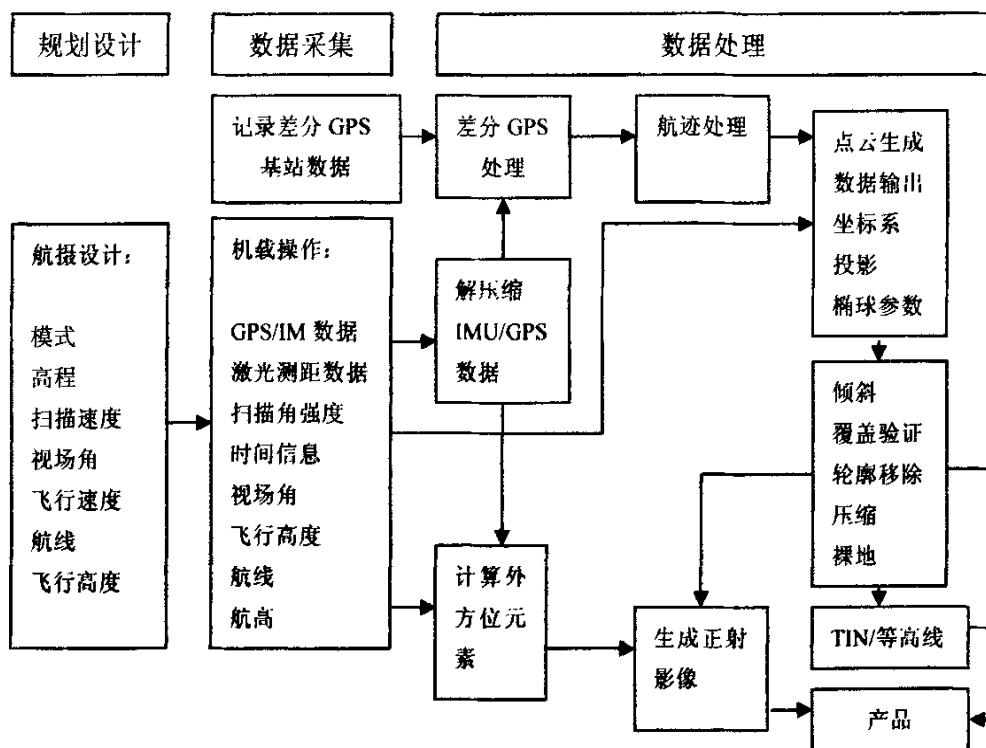 规划设计
数据采集
数据处理
记录差分 GPS
基站数据
差分 GPS
处理
航迹处理
点云生成
数据输出
坐标系
投影
椭球参数
航摄设计：
模式
高程
扫描速度
视场角
飞行速度
航线
飞行高度
机载操作：
GPS/IM 数据
激光测距数据
扫描角强度
时间信息
视场角
飞行高度
航线
航高
解压缩
IMU/GPS
数据
倾斜
覆盖验证
轮廓移除
压缩
裸地
计算外
方位元
素
生成正射
影像
TIN/等高线
产品